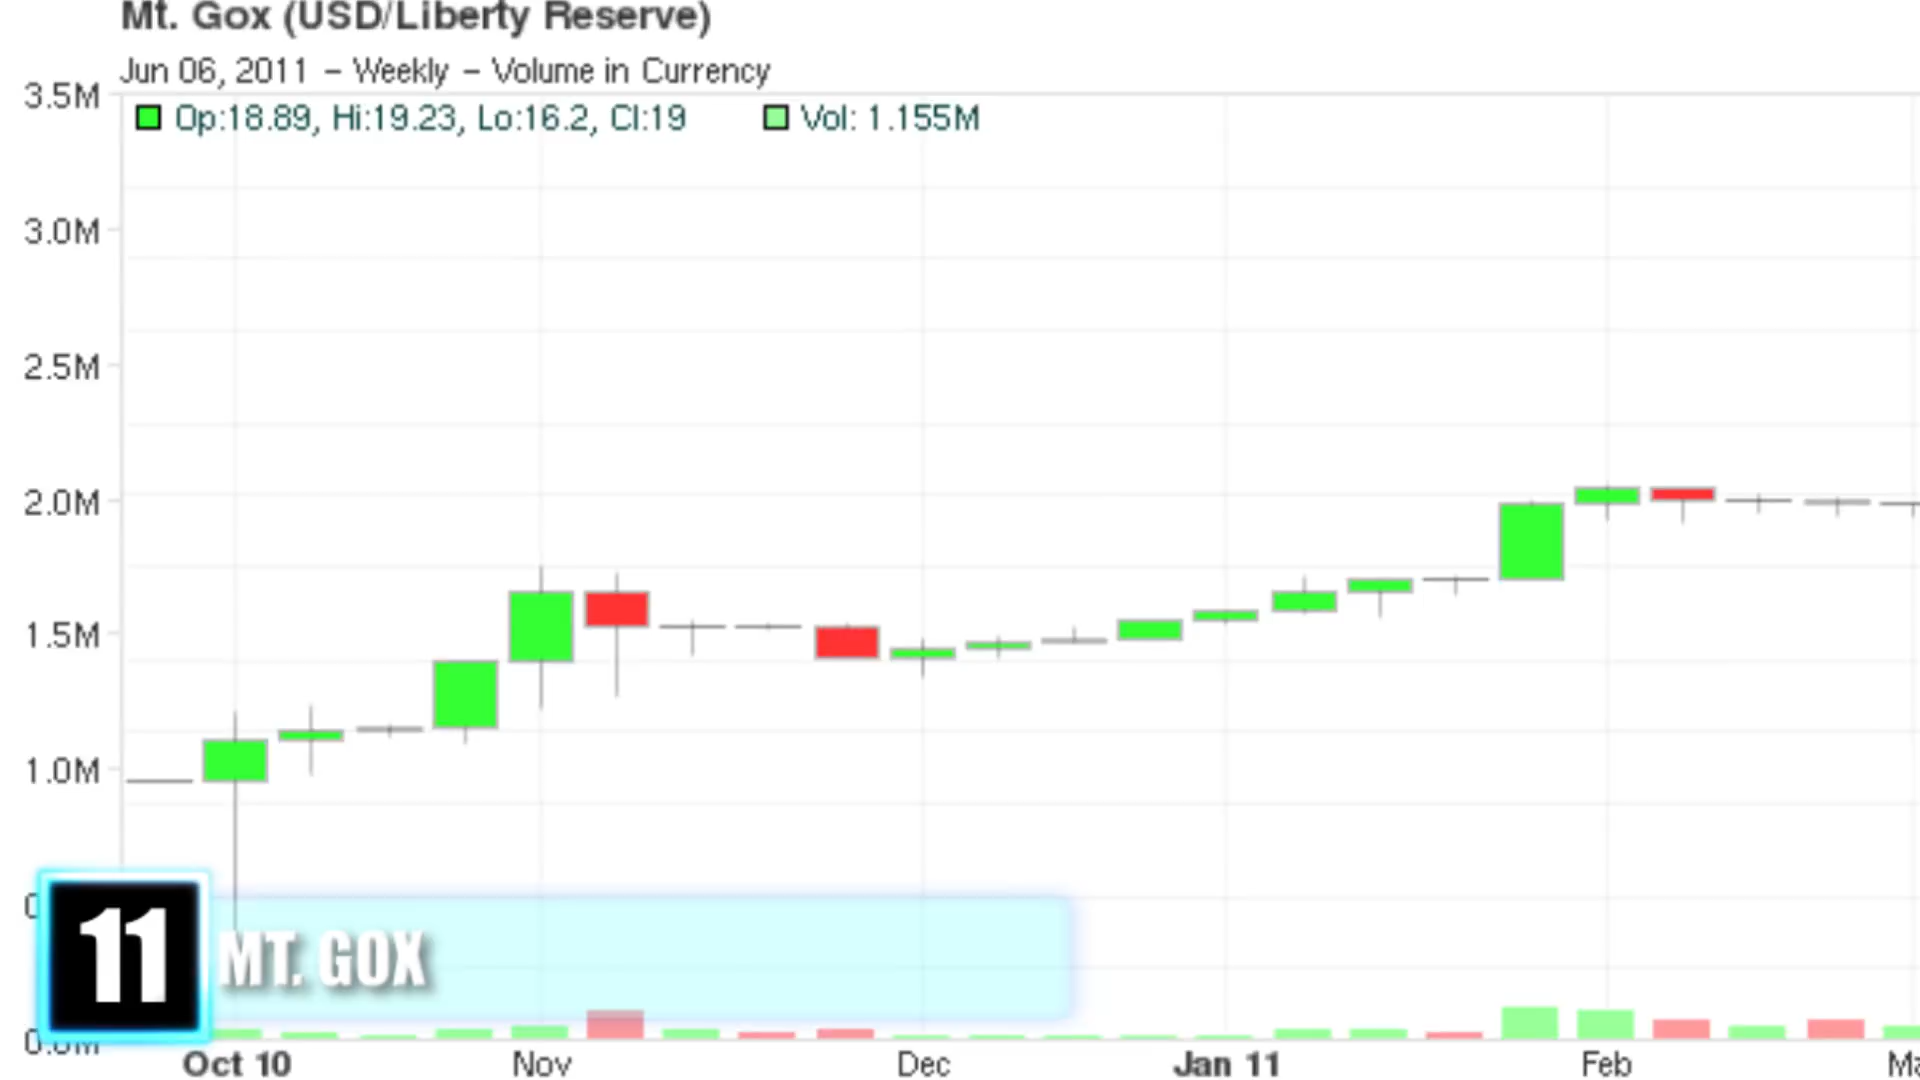 Mt. Gox (USD/Liberty Reserve)
Jun 06, 2011 – Weekly – Volume in Currency
3.5M
Op:18.89, Hi:19.23, Lo:16.2, Cl:19 Vol: 1.155M
3.0M
2.5M
2.0M
1.5M
1.0M
11 MT. GOX
Oct 10 Nov Dec Jan 11 Feb